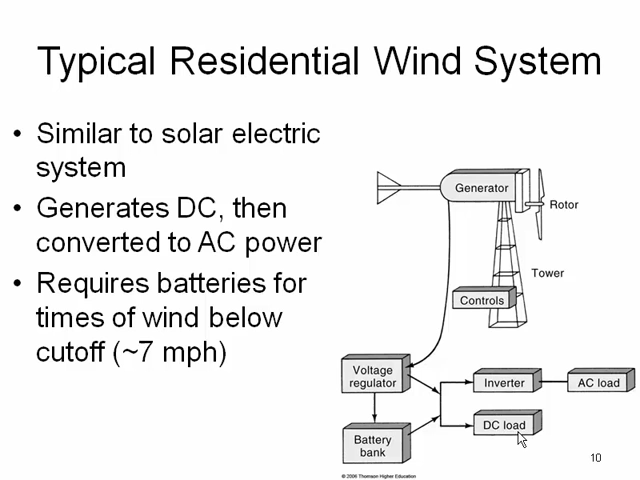 Typical Residential Wind System
• Similar to solar electric
system
• Generates DC, then
converted to AC power
• Requires batteries for
times of wind below
cutoff (~7 mph)
Generator
Rotor
Tower
Controls
Voltage
regulator
Inverter
AC load
DC load
Battery
bank
10
© 2006 Thomson Higher Education